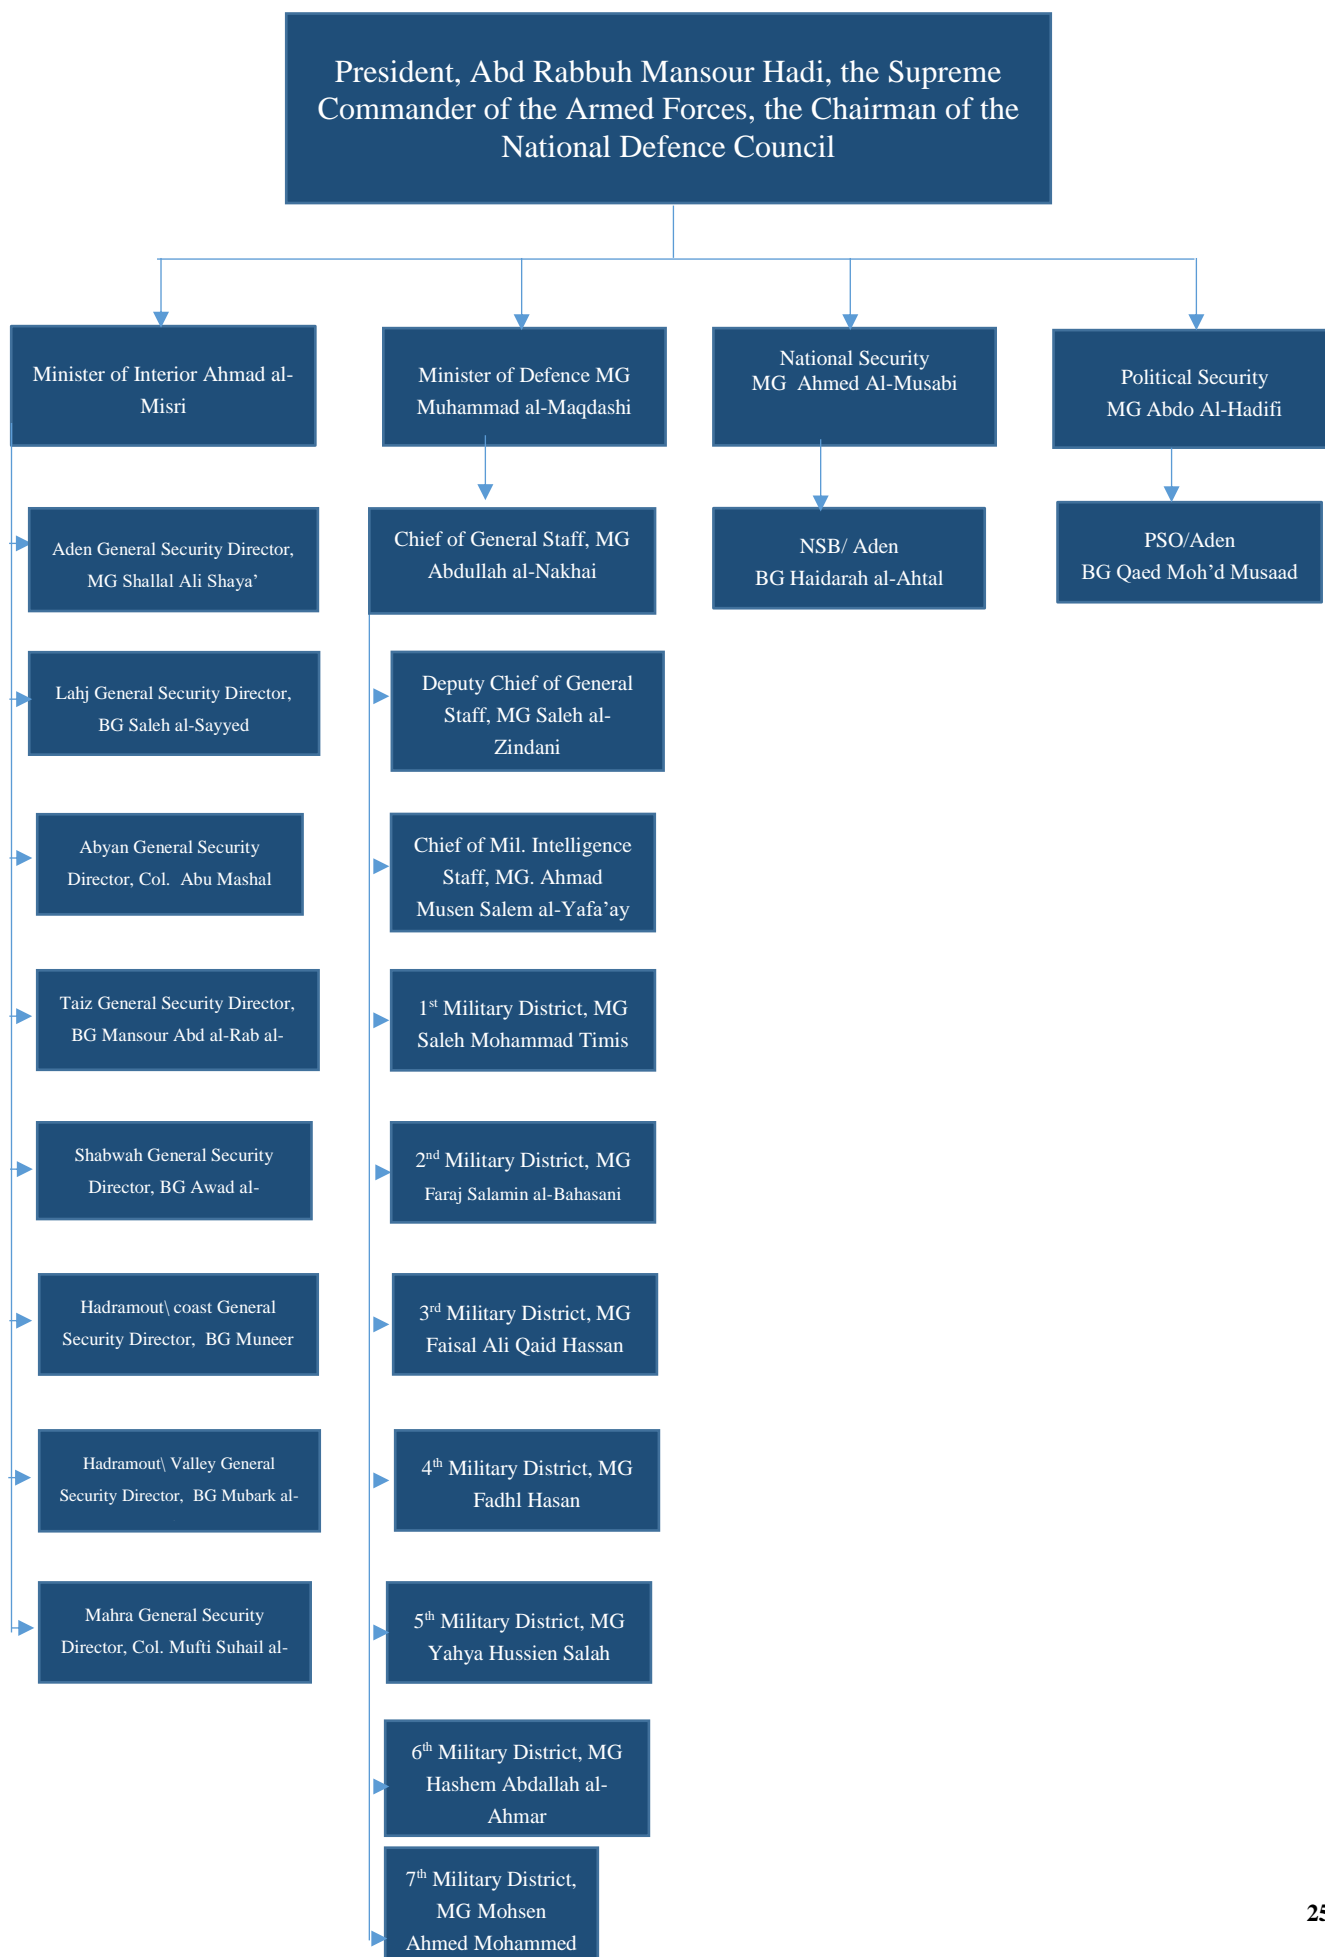 President, Abd Rabbuh Mansour Hadi, the Supreme
Commander of the Armed Forces, the Chairman of the
National Defence Council
Minister of Interior Ahmad al-
Misri
Minister of Defence MG
Muhammad al-Maqdashi
National Security
MG Ahmed Al-Musabi
Political Security
MG Abdo Al-Hadifi
Aden General Security Director,
MG Shallal Ali Shaya’
Chief of General Staff, MG
Abdullah al-Nakhai
NSB/ Aden
BG Haidarah al-Ahtal
PSO/Aden
BG Qaed Moh’d Musaad
Lahj General Security Director,
BG Saleh al-Sayyed
Deputy Chief of General
Staff, MG Saleh al-
Zindani
Abyan General Security
Director, Col. Abu Mashal
Chief of Mil. Intelligence
Staff, MG. Ahmad
Musen Salem al-Yafa’ay
Taiz General Security Director,
BG Mansour Abd al-Rab al-
1st Military District, MG
Saleh Mohammad Timis
Shabwah General Security
Director, BG Awad al-
2nd Military District, MG
Faraj Salamin al-Bahasani
Hadramout\ coast General
Security Director, BG Muneer
3rd Military District, MG
Faisal Ali Qaid Hassan
Hadramout\ Valley General
Security Director, BG Mubark al-
4th Military District, MG
Fadhl Hasan
Mahra General Security
Director, Col. Mufti Suhail al-
5th Military District, MG
Yahya Hussien Salah
6th Military District, MG
Hashem Abdallah al-
Ahmar
7th Military District,
MG Mohsen
Ahmed Mohammed
25